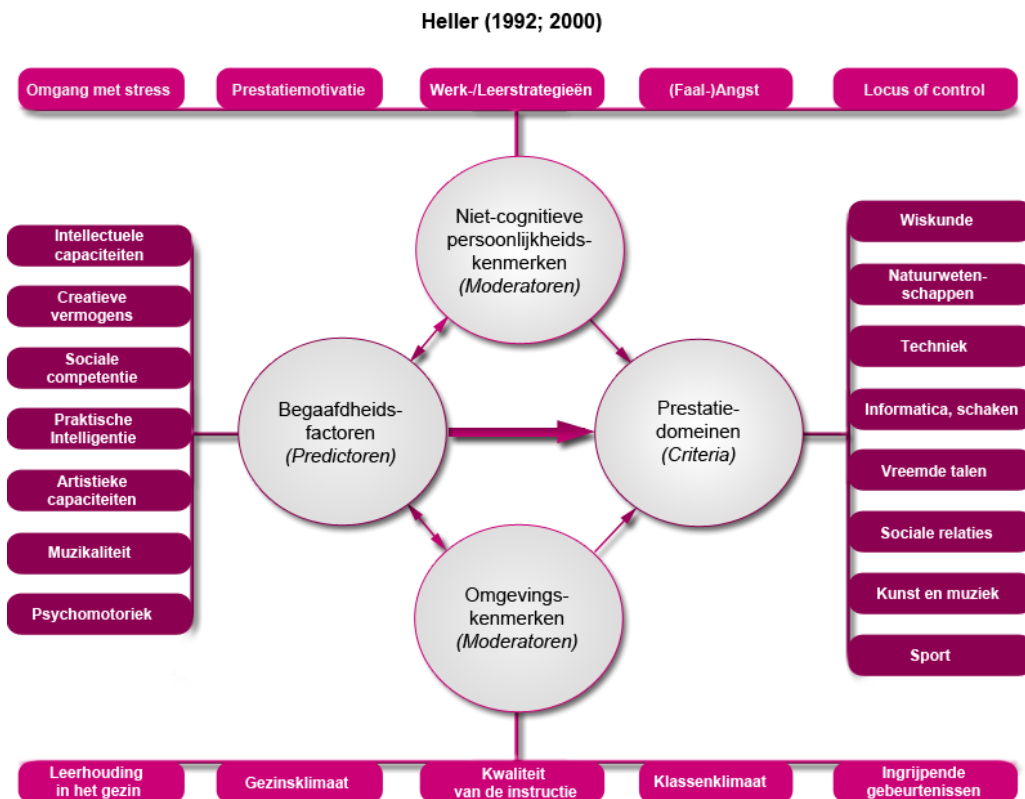 Heller (1992; 2000)
Omgang met stress
Prestatiemotivatie
Werk-/Leerstrategieën
(Faal-)Angst
Locus of control
Niet-cognitieve
persoonlijkheids-
kenmerken
(Moderatoren)
Intellectuele
capaciteiten
Creatieve
vermogens
Sociale
competentie
Praktische
Intelligentie
Artistieke
capaciteiten
Muzikaliteit
Psychomotoriek
Begaafdheids-
factoren
(Predictoren)
Prestatie-
domeinen
(Criteria)
Wiskunde
Natuurweten-
schappen
Techniek
Informatica, schaken
Vreemde talen
Sociale relaties
Kunst en muziek
Sport
Omgevings-
kenmerken
(Moderatoren)
Leerhouding
in het gezin
Gezinsklimaat
Kwaliteit
van de instructie
Klassenklimaat
Ingrijpende
gebeurtenissen